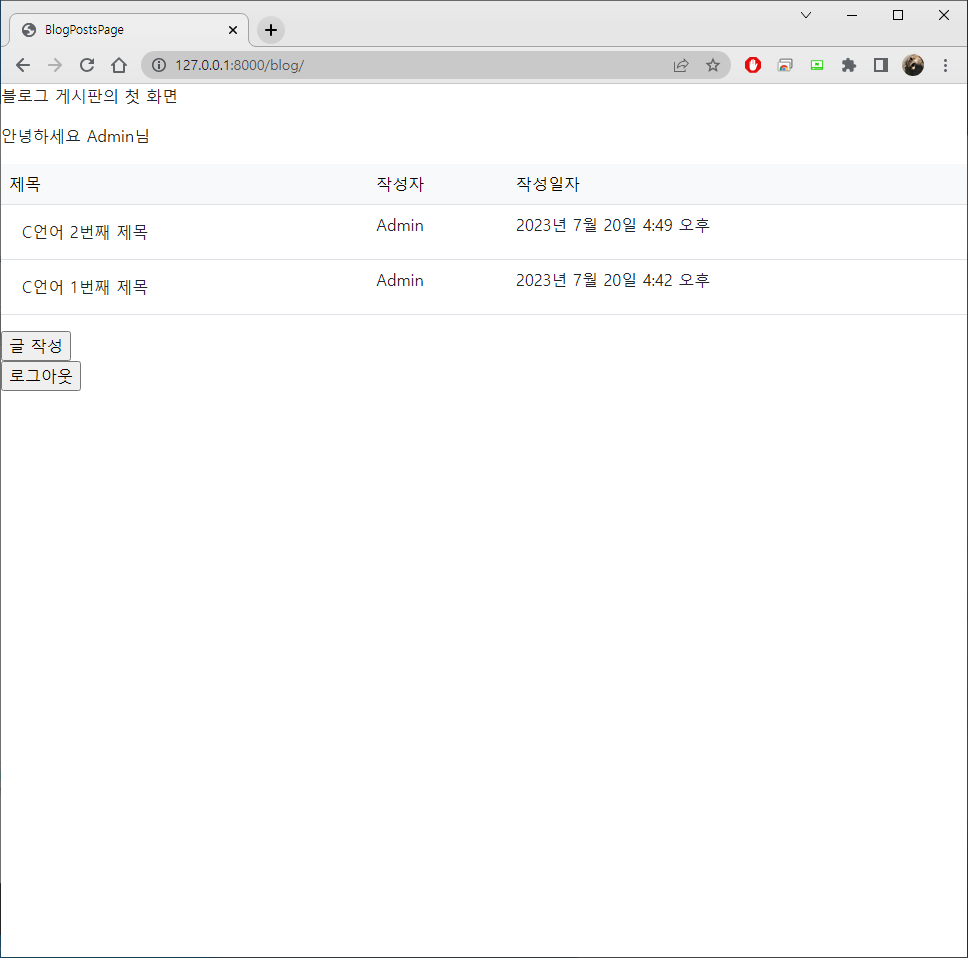 BlogPostsPage
127.0.0.1:8000/blog/
블로그 게시판의 첫 화면
안녕하세요 Admin님
제목 작성자 작성일자
C언어 2번째 제목 Admin 2023년 7월 20일 4:49 오후
C언어 1번째 제목 Admin 2023년 7월 20일 4:42 오후
글 작성
로그아웃